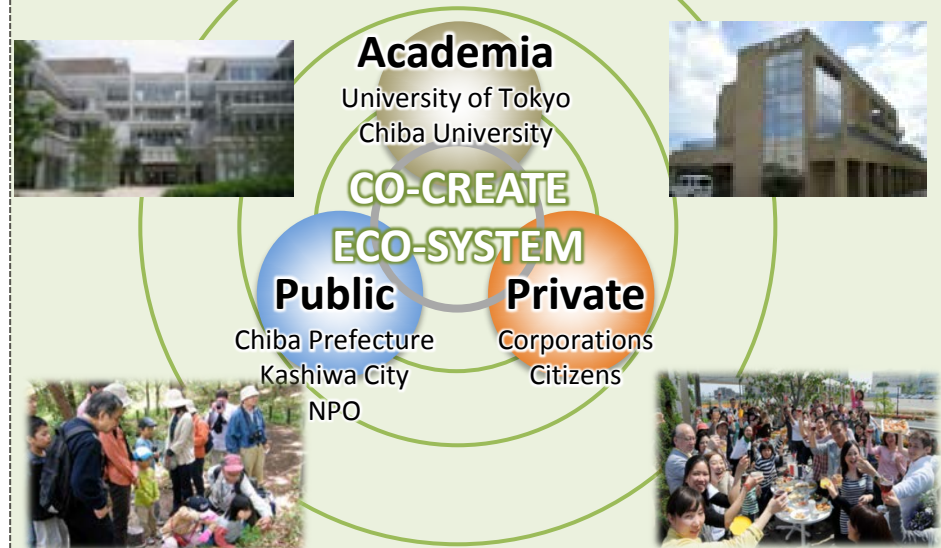 Academia
University of Tokyo
Chiba University
CO-CREATE
ECO-SYSTEM
Public
Chiba Prefecture
Kashiwa City
NPO
Private
Corporations
Citizens